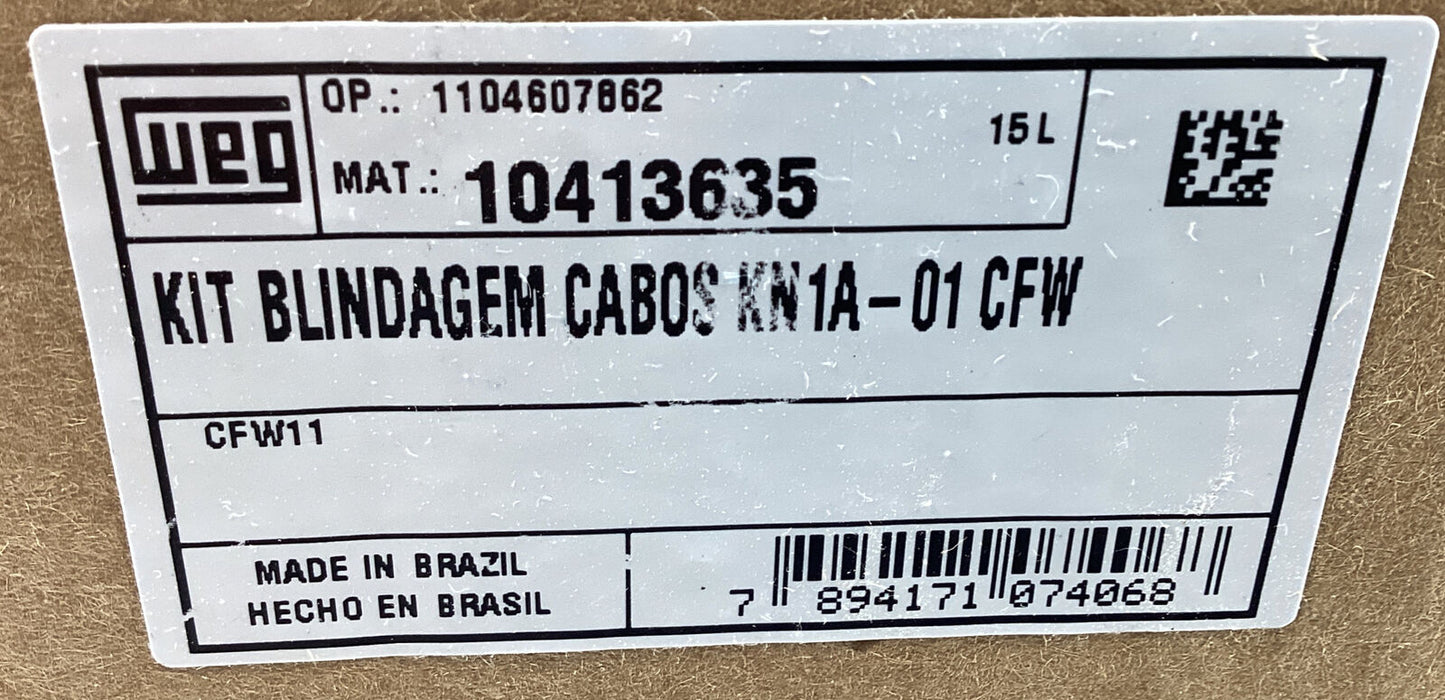 WEG
OP.: 1104607862
15L
MAT.: 10413635
KIT BLINDAGEM CABOS KN1A-01 CFW
CFW11
MADE IN BRAZIL
HECHO EN BRASIL
7 894171 074068